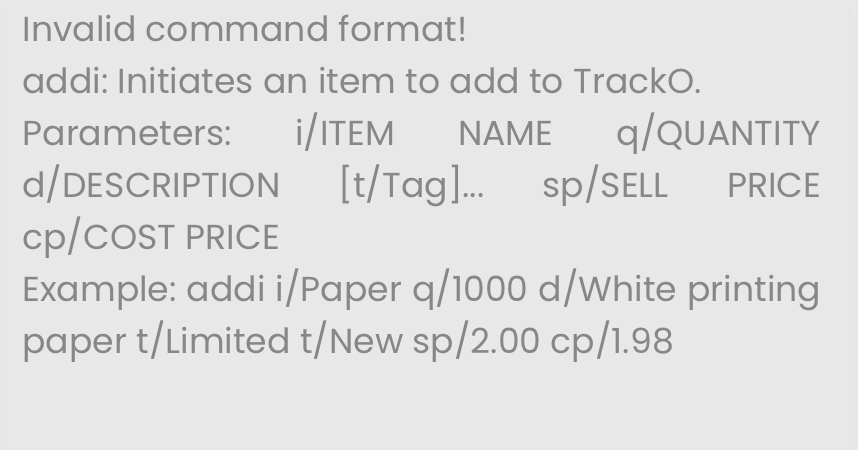 Invalid command format!
addi: Initiates an item to add to TrackO.
Parameters: i/ITEM NAME q/QUANTITY
d/DESCRIPTION [t/Tag]... sp/SELL PRICE
cp/COST PRICE
Example: addi i/Paper q/1000 d/White printing
paper t/Limited t/New sp/2.00 cp/1.98